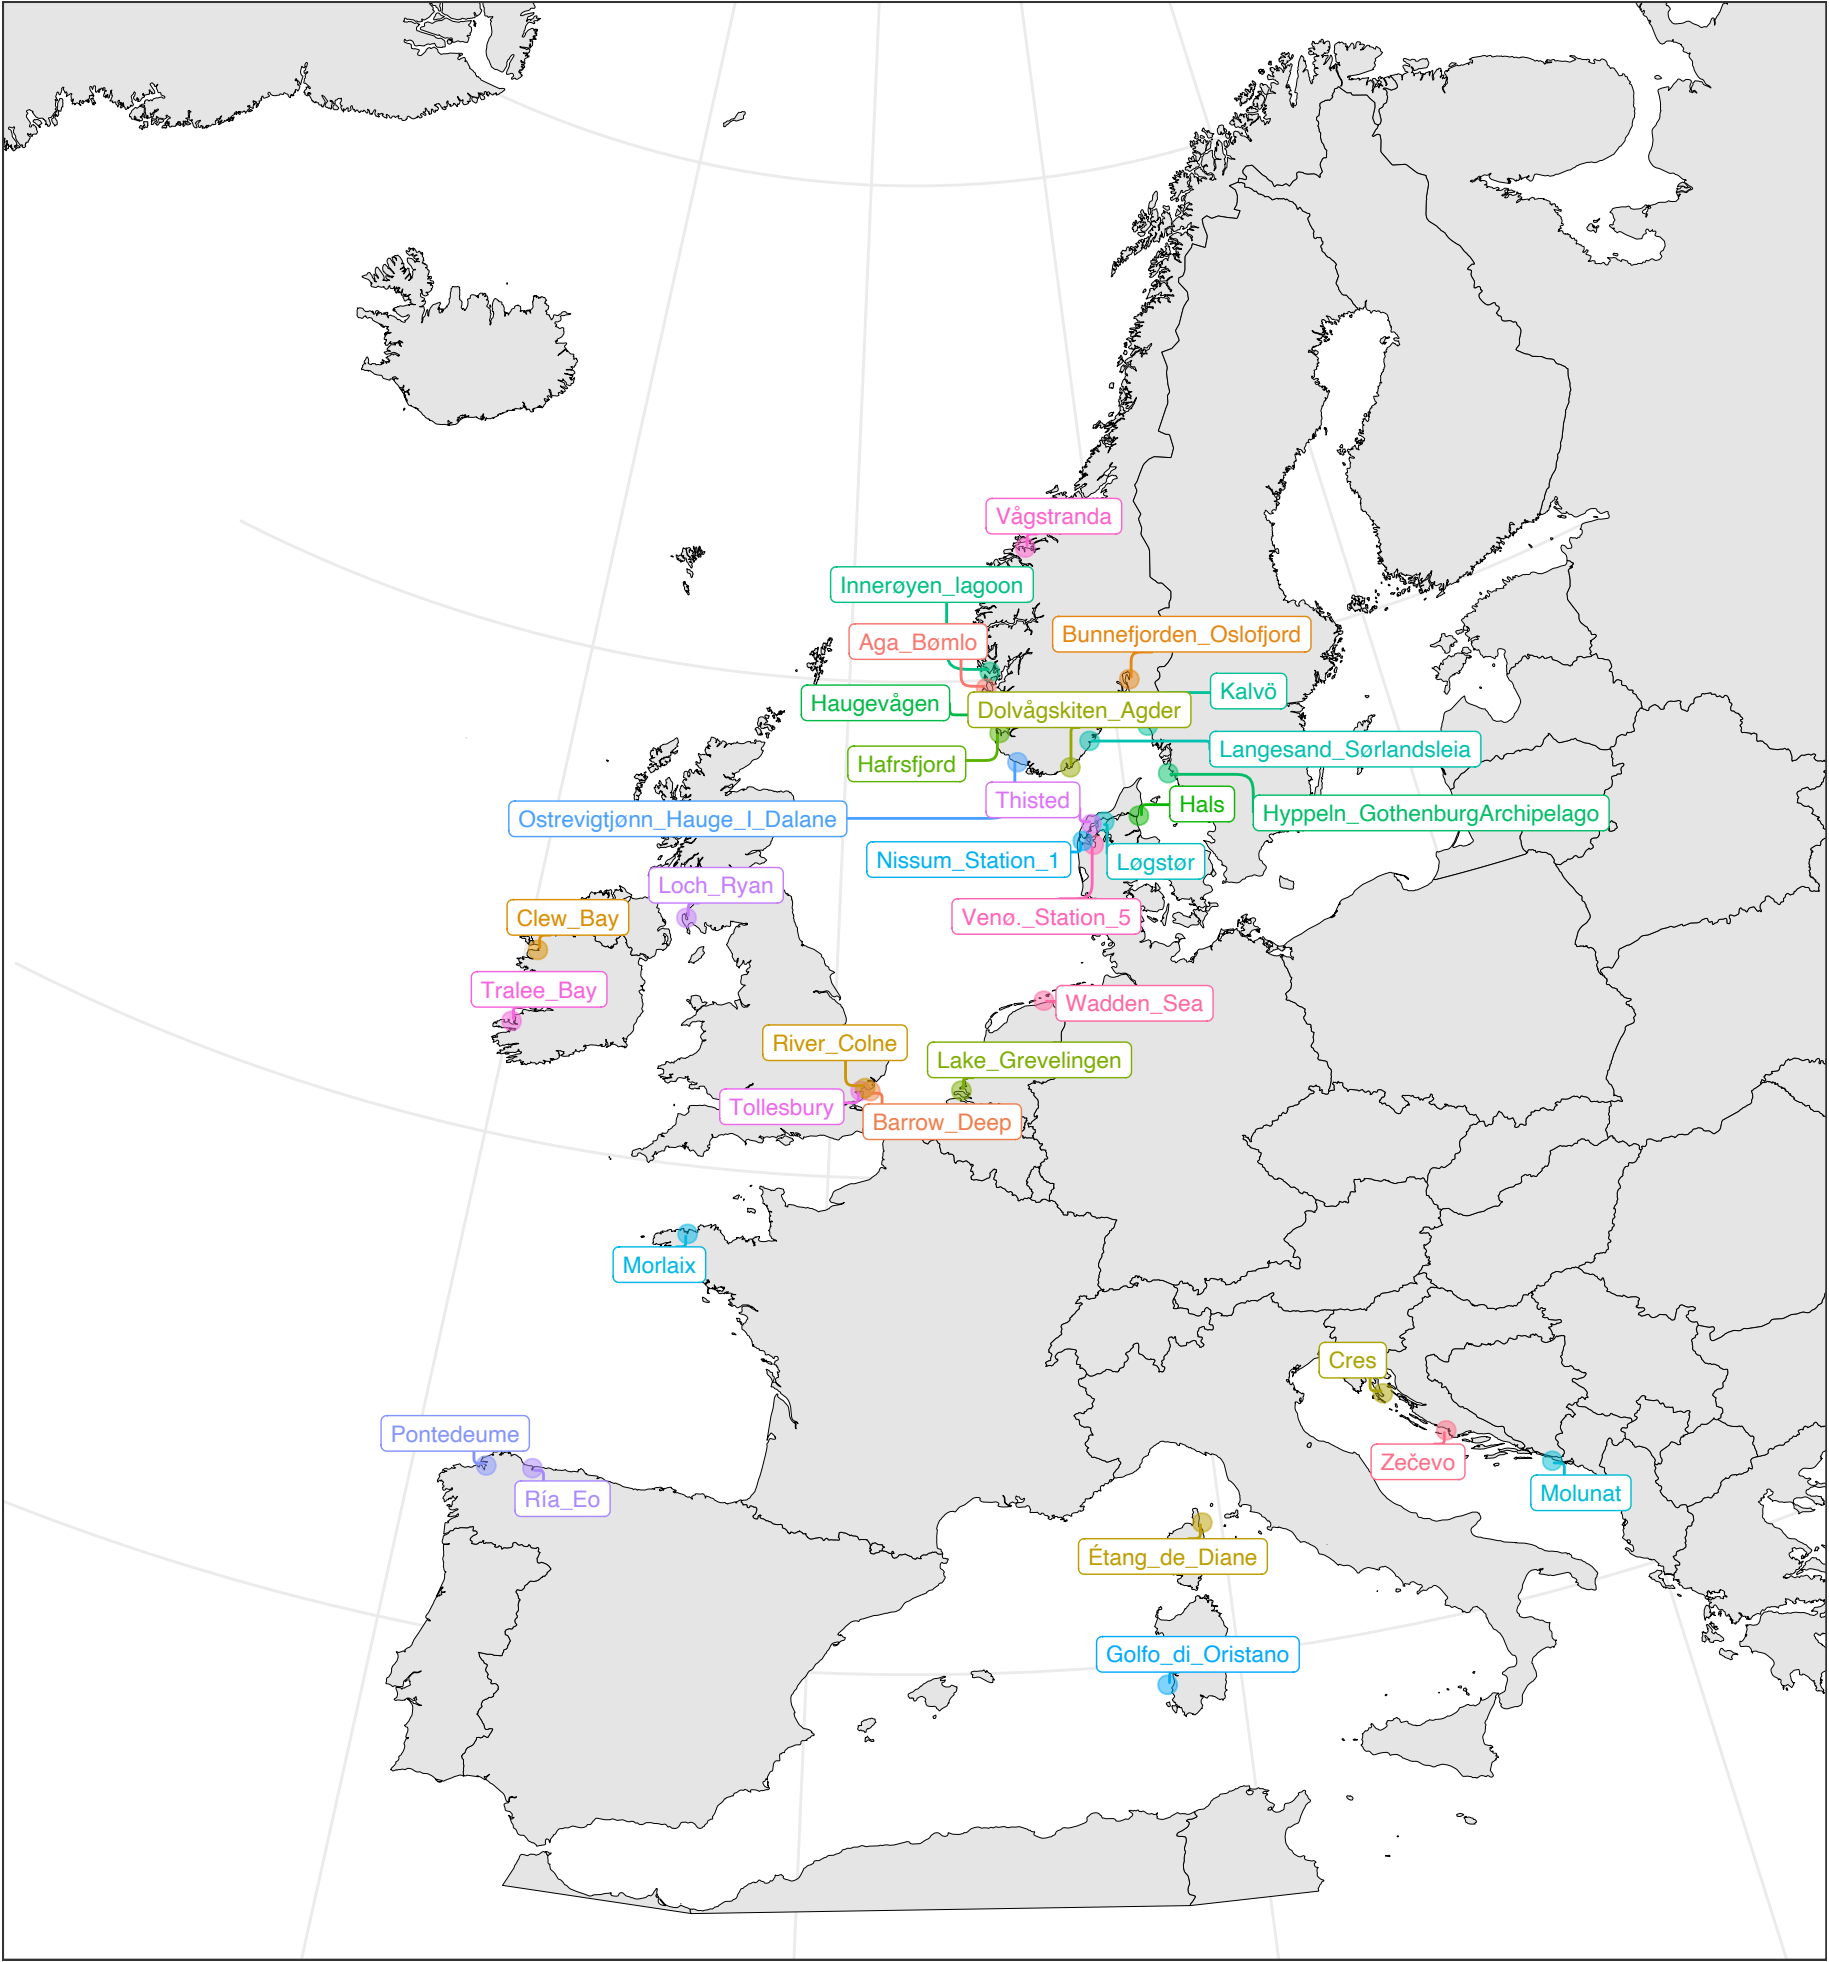 Vågstranda
Innerøyen_lagoon
Bunnefjorden_Oslofjord
Aga_Bømlo
Kalvö
Haugevågen
Dolvågskiten_Agder
Langesand_Sørlandsleia
Hafrsfjord
Thisted
Hals
Hyppeln_GothenburgArchipelago
Ostrevigtjønn_Hauge_I_Dalane
Nissum_Station_1
Løgstør
Loch_Ryan
Clew_Bay
Venø._Station_5
Tralee_Bay
Wadden_Sea
River_Colne
Lake_Grevelingen
Tollesbury
Barrow_Deep
Morlaix
Cres
Pontedeume
Zečevo
Ría_Eo
Molunat
Étang_de_Diane
Golfo_di_Oristano